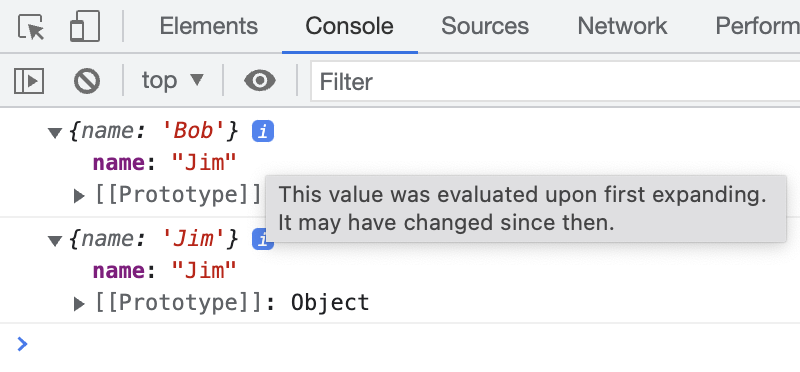 Elements Console Sources Network Perform
top ▼ Filter
▼ {name: 'Bob'} i
name: "Jim"
▶ [[Prototype]]
This value was evaluated upon first expanding.
It may have changed since then.
▼ {name: 'Jim'} i
name: "Jim"
▶ [[Prototype]]: Object
>